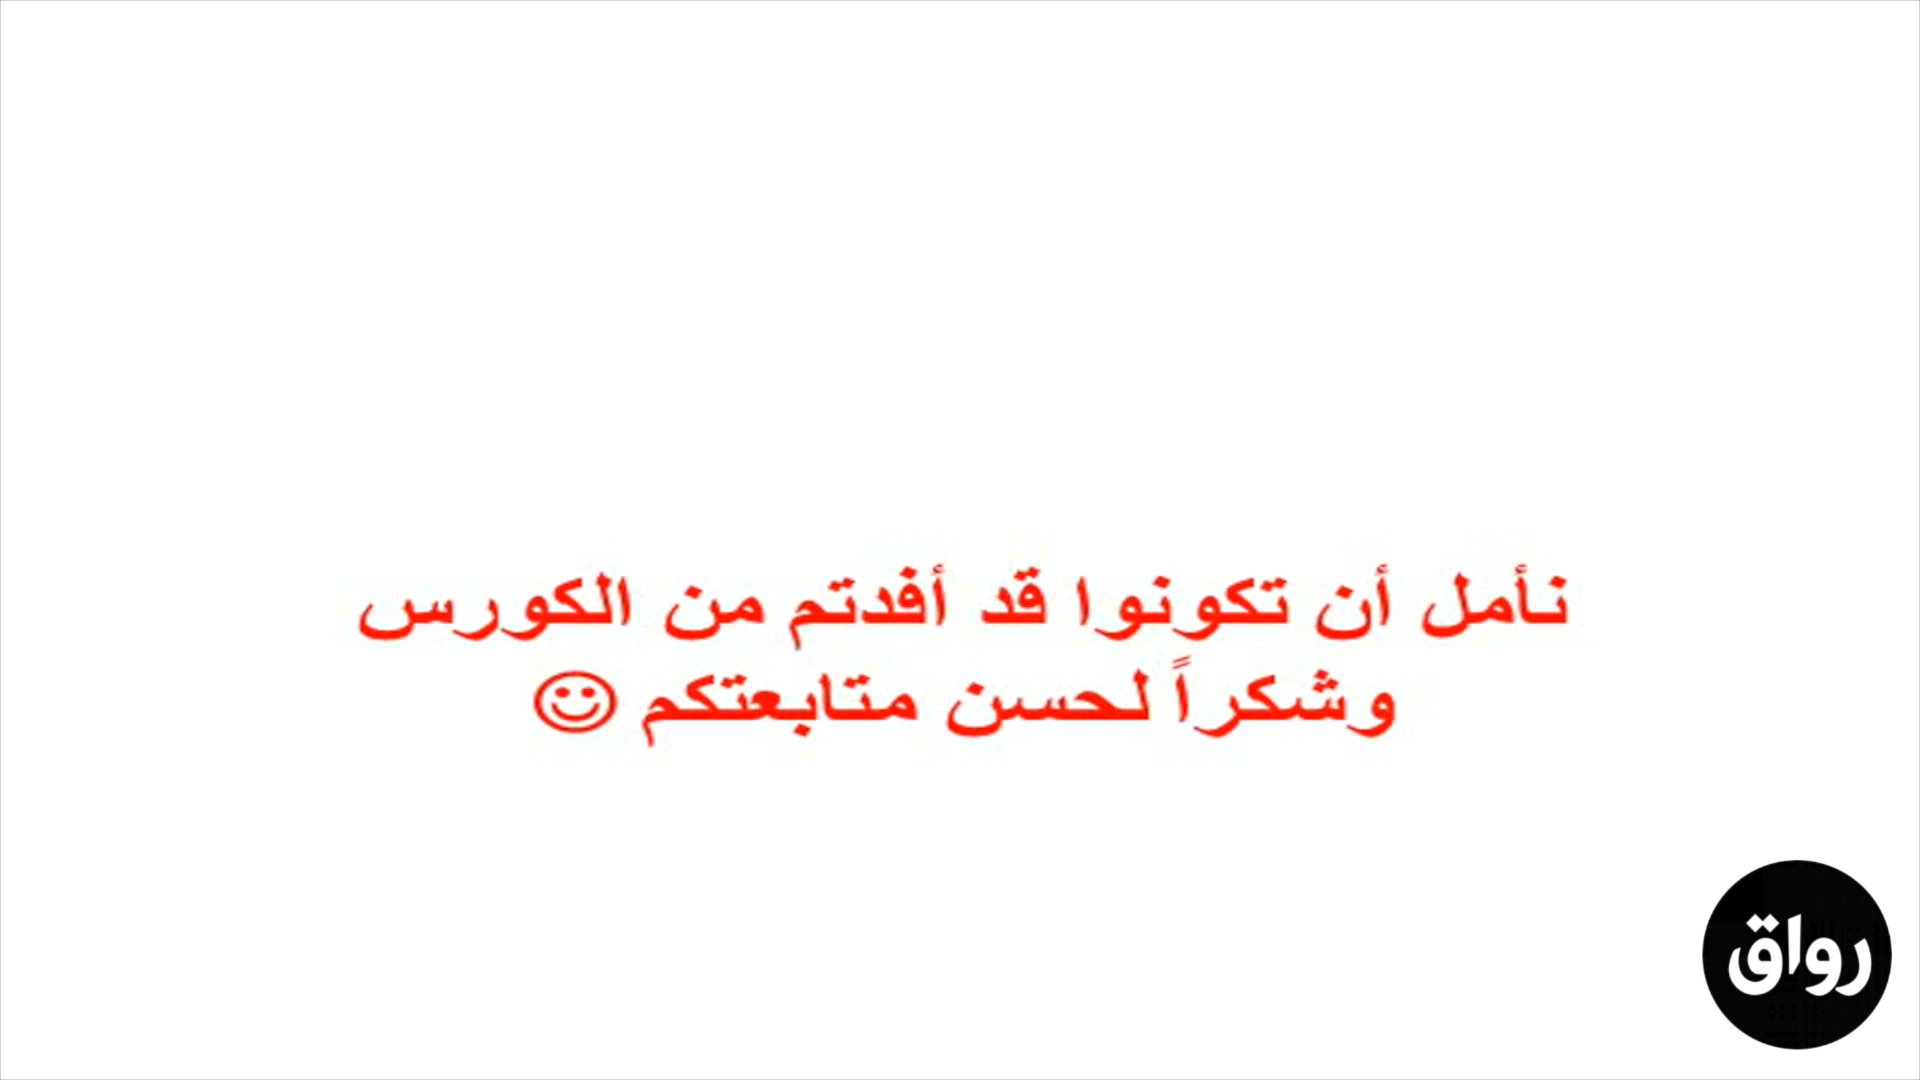 نأمل أن تكونوا قد أفدتم من الكورس
وشكراً لحسن متابعتكم ☺
رواق